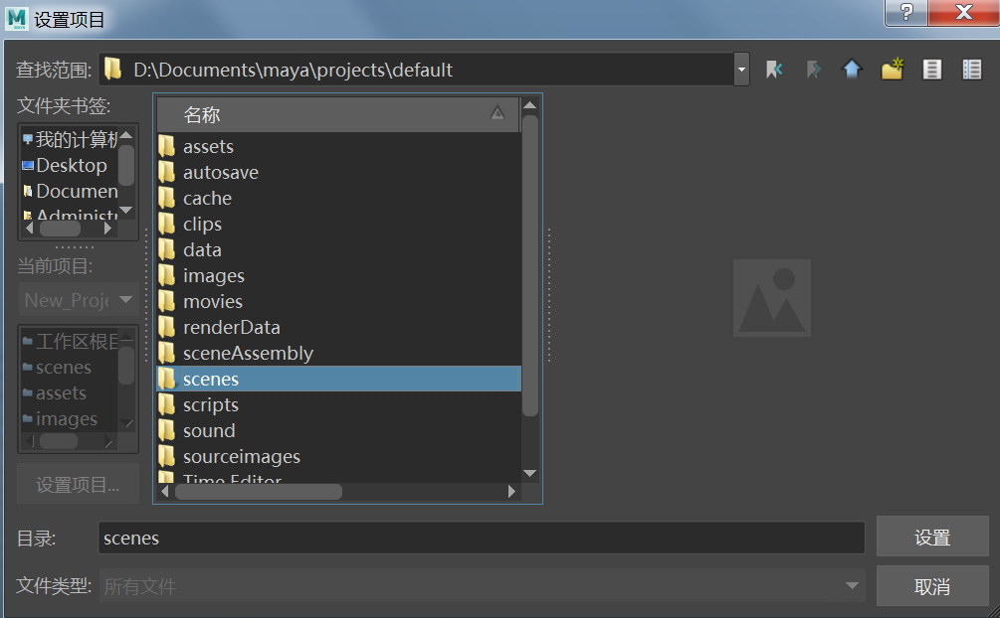 设置项目
查找范围:
D:\Documents\maya\projects\default
文件夹书签:
我的计算机
Desktop
Documen
Administr
当前项目:
New_Proje
工作区根目
scenes
assets
images
设置项目...
名称
assets
autosave
cache
clips
data
images
movies
renderData
sceneAssembly
scenes
scripts
sound
sourceimages
Time Editor
目录:
scenes
设置
文件类型:
所有文件
取消